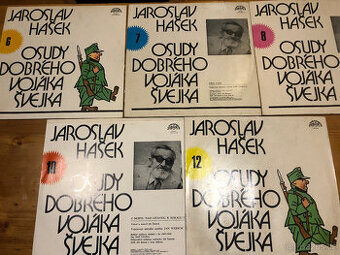 JAROSLAV
HAŠEK
6
OSUDY
DOBRÉHO
VOJÁKA
ŠVEJKA
JAROSLAV
HAŠEK
7
OSUDY
DOBRÉHO
VOJÁKA
ŠVEJKA
JAROSLAV
HAŠEK
8
OSUDY
DOBRÉHO
VOJÁKA
ŠVEJKA
JAROSLAV
HAŠEK
11
OSUDY
DOBRÉHO
VOJÁKA
ŠVEJKA
JAROSLAV
HAŠEK
12
OSUDY
DOBRÉHO
VOJÁKA
ŠVEJKA